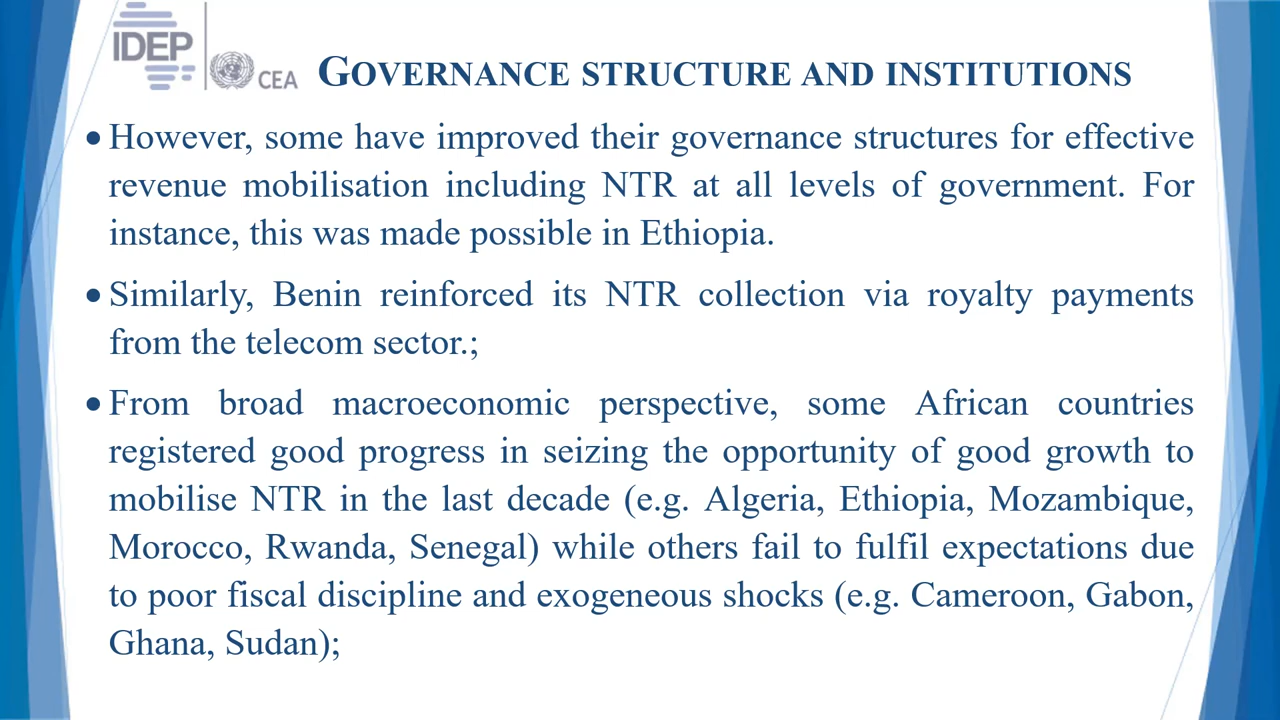 IDEP
CEA
GOVERNANCE STRUCTURE AND INSTITUTIONS
• However, some have improved their governance structures for effective
revenue mobilisation including NTR at all levels of government. For
instance, this was made possible in Ethiopia.
• Similarly, Benin reinforced its NTR collection via royalty payments
from the telecom sector.;
• From broad macroeconomic perspective, some African countries
registered good progress in seizing the opportunity of good growth to
mobilise NTR in the last decade (e.g. Algeria, Ethiopia, Mozambique,
Morocco, Rwanda, Senegal) while others fail to fulfil expectations due
to poor fiscal discipline and exogeneous shocks (e.g. Cameroon, Gabon,
Ghana, Sudan);